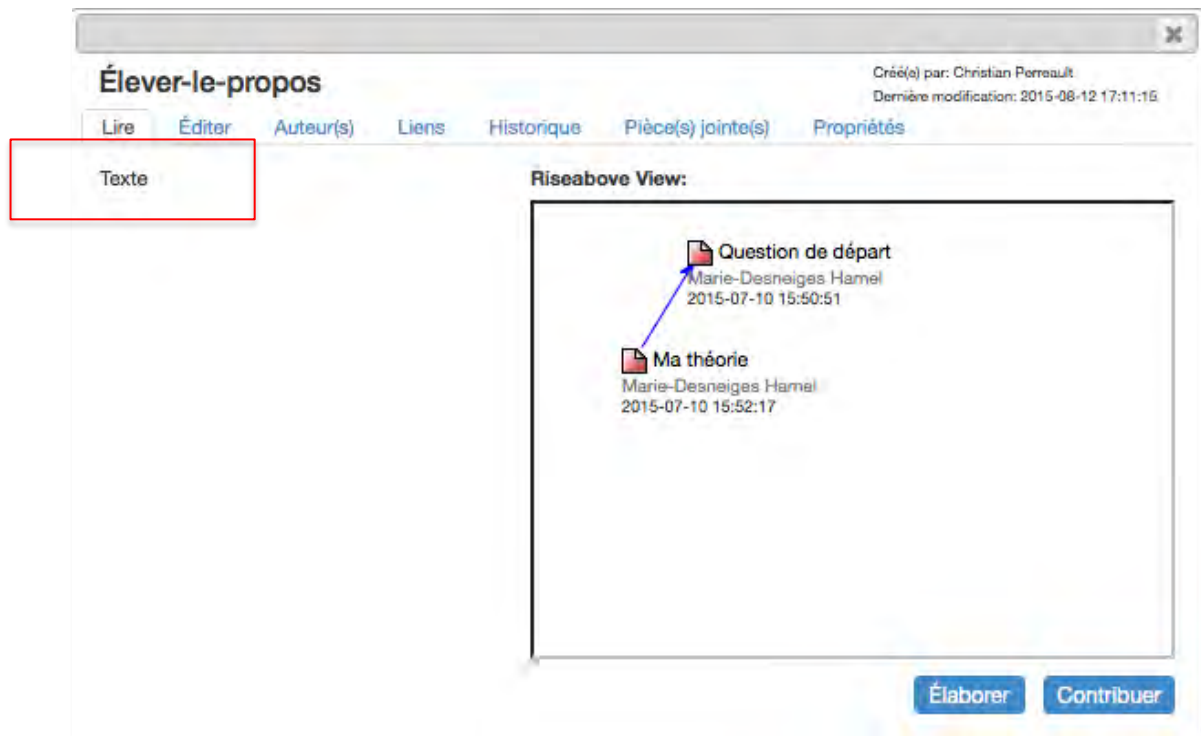 Élever-le-propos
Créé(e) par: Christian Perreault
Dernière modification: 2015-08-12 17:11:15
Lire Éditer Auteur(s) Liens Historique Pièce(s) jointe(s) Propriétés
Texte
Riseabove View:
Question de départ
Marie-Desneiges Hamel
2015-07-10 15:50:51
Ma théorie
Marie-Desneiges Hamel
2015-07-10 15:52:17
Élaborer Contribuer